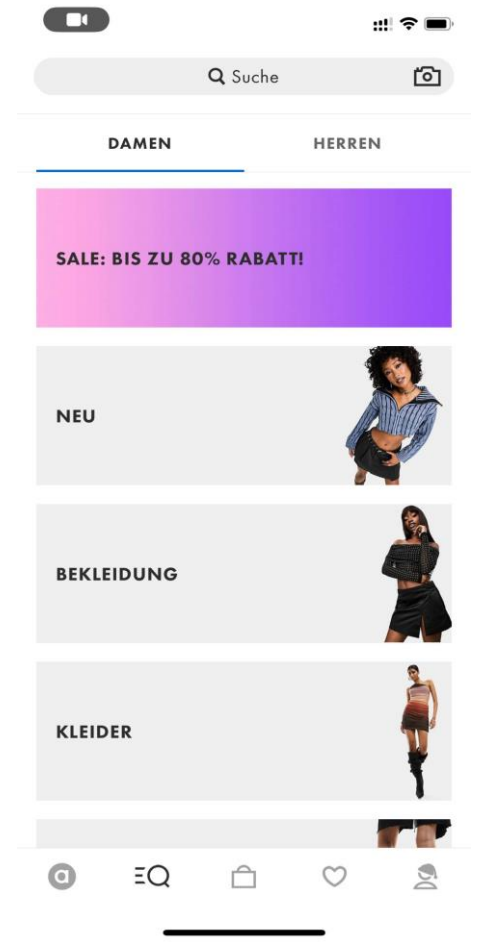 Suche
DAMEN
HERREN
SALE: BIS ZU 80% RABATT!
NEU
BEKLEIDUNG
KLEIDER